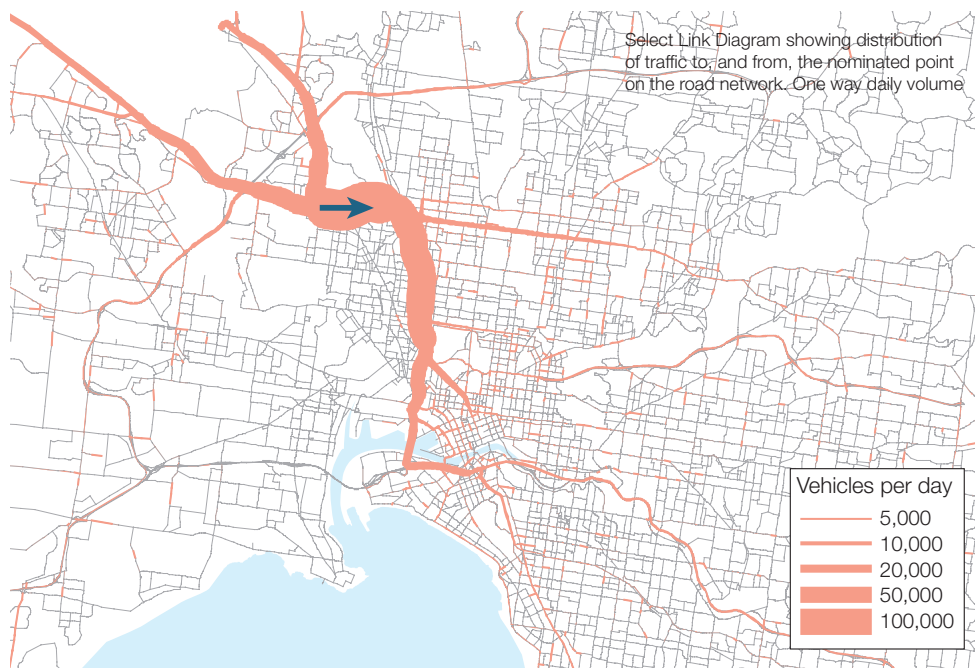 Select Link Diagram showing distribution
of traffic to, and from, the nominated point
on the road network. One way daily volume
Vehicles per day
5,000
10,000
20,000
50,000
100,000